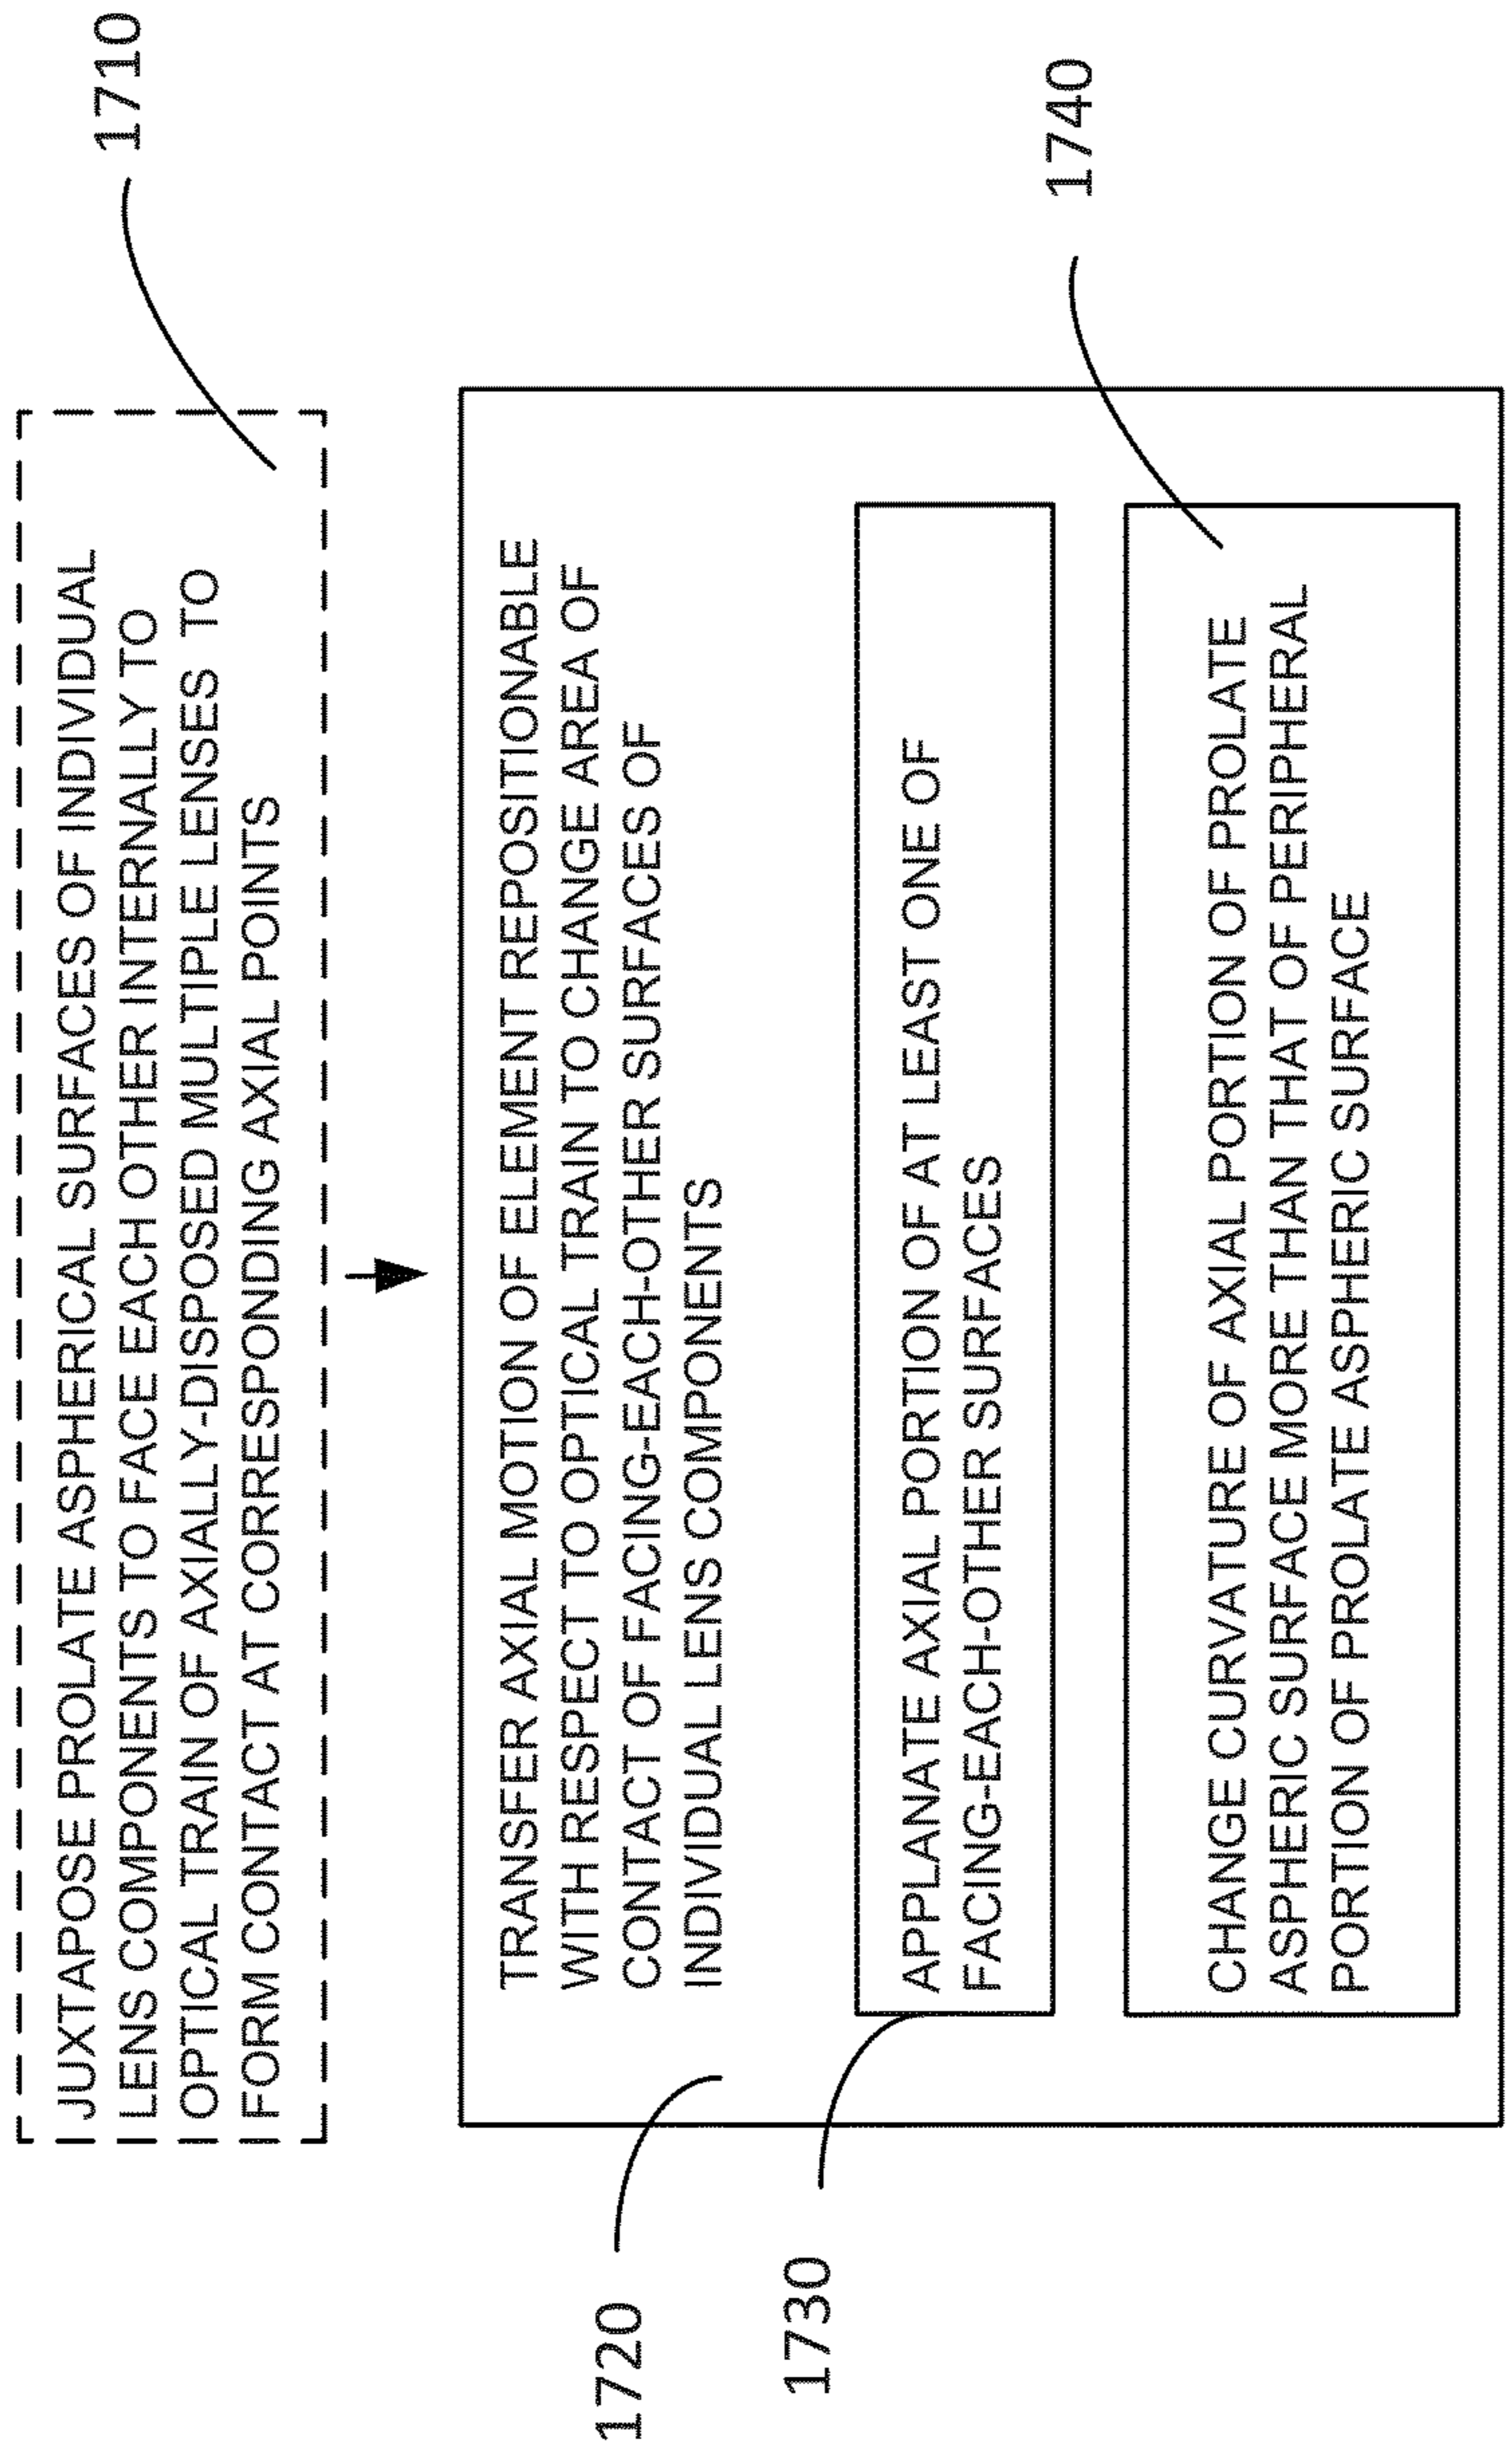 JUXTAPOSE PROLATE ASPHERICAL SURFACES OF INDIVIDUAL
LENS COMPONENTS TO FACE EACH OTHER INTERNALLY TO
OPTICAL TRAIN OF AXIALLY-DISPOSED MULTIPLE LENSES TO
FORM CONTACT AT CORRESPONDING AXIAL POINTS
1710
TRANSFER AXIAL MOTION OF ELEMENT REPOSITIONABLE
WITH RESPECT TO OPTICAL TRAIN TO CHANGE AREA OF
CONTACT OF FACING-EACH-OTHER SURFACES OF
INDIVIDUAL LENS COMPONENTS
1720
APPLANATE AXIAL PORTION OF AT LEAST ONE OF
FACING-EACH-OTHER SURFACES
1730
CHANGE CURVATURE OF AXIAL PORTION OF PROLATE
ASPHERIC SURFACE MORE THAN THAT OF PERIPHERAL
PORTION OF PROLATE ASPHERIC SURFACE
1740